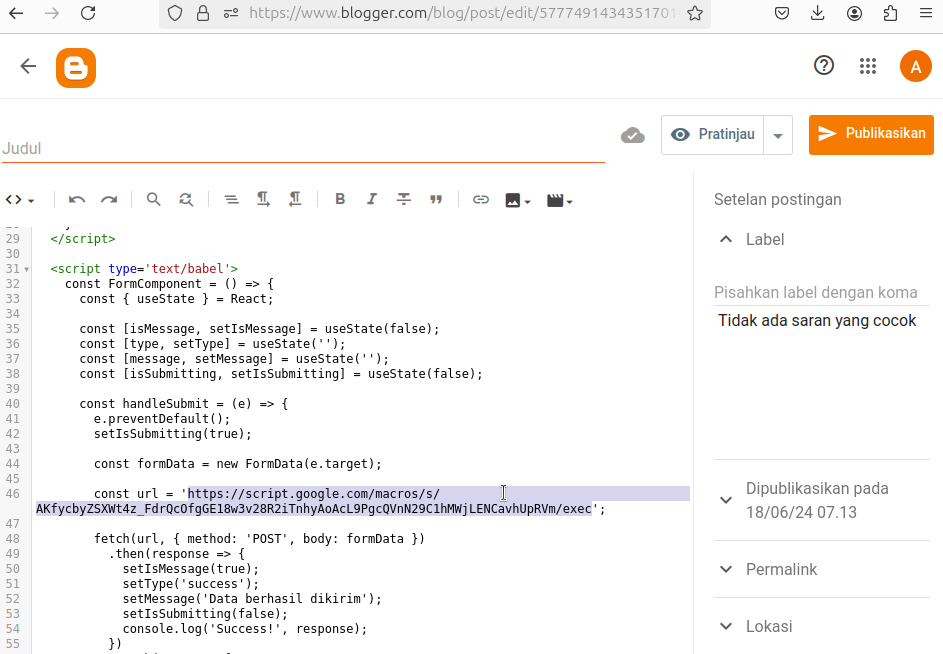 https://www.blogger.com/blog/post/edit/577749143435170
A
Judul
Pratinjau
Publikasikan
29 </script>
30
31 <script type='text/babel'>
32 const FormComponent = () => {
33 const { useState } = React;
34
35 const [isMessage, setIsMessage] = useState(false);
36 const [type, setType] = useState('');
37 const [message, setMessage] = useState('');
38 const [isSubmitting, setIsSubmitting] = useState(false);
39
40 const handleSubmit = (e) => {
41 e.preventDefault();
42 setIsSubmitting(true);
43
44 const formData = new FormData(e.target);
45
46 const url = 'https://script.google.com/macros/s/
AKfycbyZSXWt4z_FdrQcOfgGE18w3v28R2iTnhyAoAcL9PgcQVnN29C1hMWjLENCavhUpRVm/exec';
47
48 fetch(url, { method: 'POST', body: formData })
49 .then(response => {
50 setIsMessage(true);
51 setType('success');
52 setMessage('Data berhasil dikirim');
53 setIsSubmitting(false);
54 console.log('Success!', response);
55 })
Setelan postingan
Label
Pisahkan label dengan koma
Tidak ada saran yang cocok
Dipublikasikan pada
18/06/24 07.13
Permalink
Lokasi